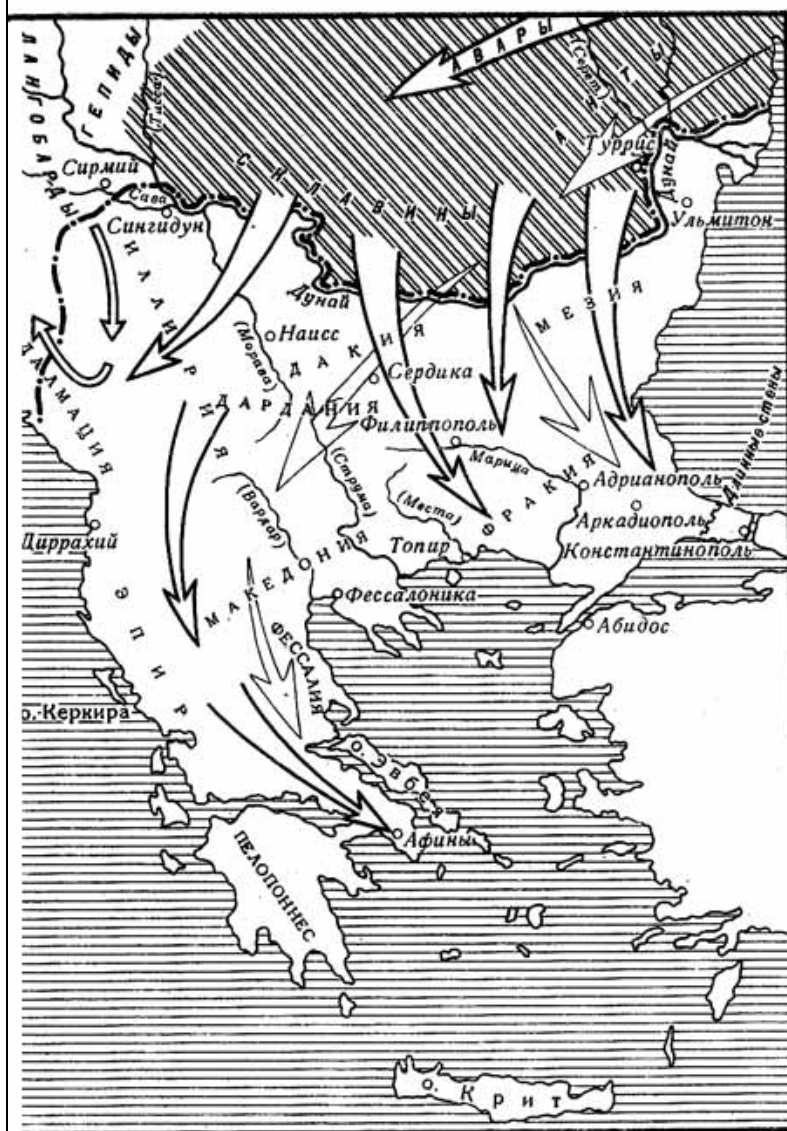 ЛАНГОБАРДЫ
ГЕПИДЫ
(Тисса)
АВАРЫ
(Серет)
АНТЫ
Туррис
Дунай
Ульмитон
Сирмий
Сава
Сингидун
СКЛАВИНЫ
ИЛЛИРИЯ
Дунай
МЕЗИЯ
Наисс
(Морава)
ДАКИЯ
Сердика
ДАЛМАЦИЯ
ДАРДАНИЯ
Филиппополь
Марица
(Струма)
(Места)
ФРАКИЯ
Адрианополь
Длинные стены
Аркадиополь
(Вардар)
Диррахий
Топир
Константинополь
МАКЕДОНИЯ
Фессалоника
Абидос
ЭПИР
ФЕССАЛИЯ
о. Керкира
о. Эвбея
Афины
ПЕЛОПОННЕС
о. Крит